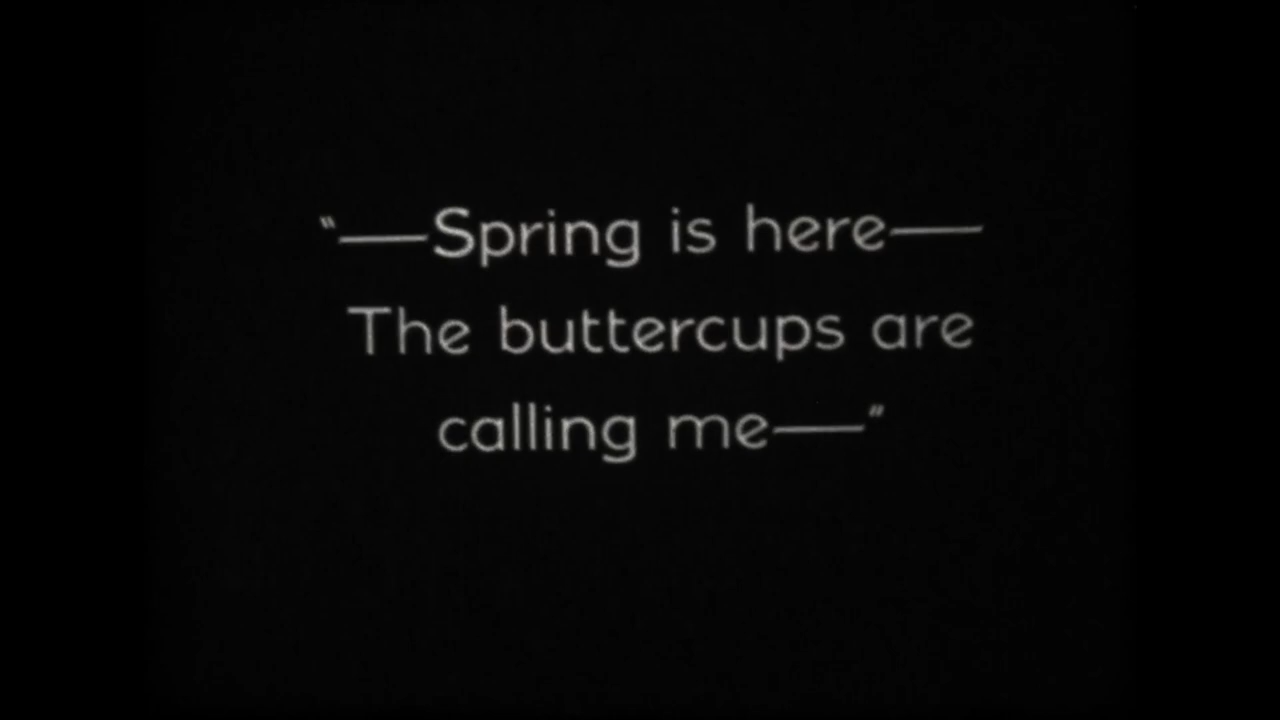 "—Spring is here—
The buttercups are
calling me—"